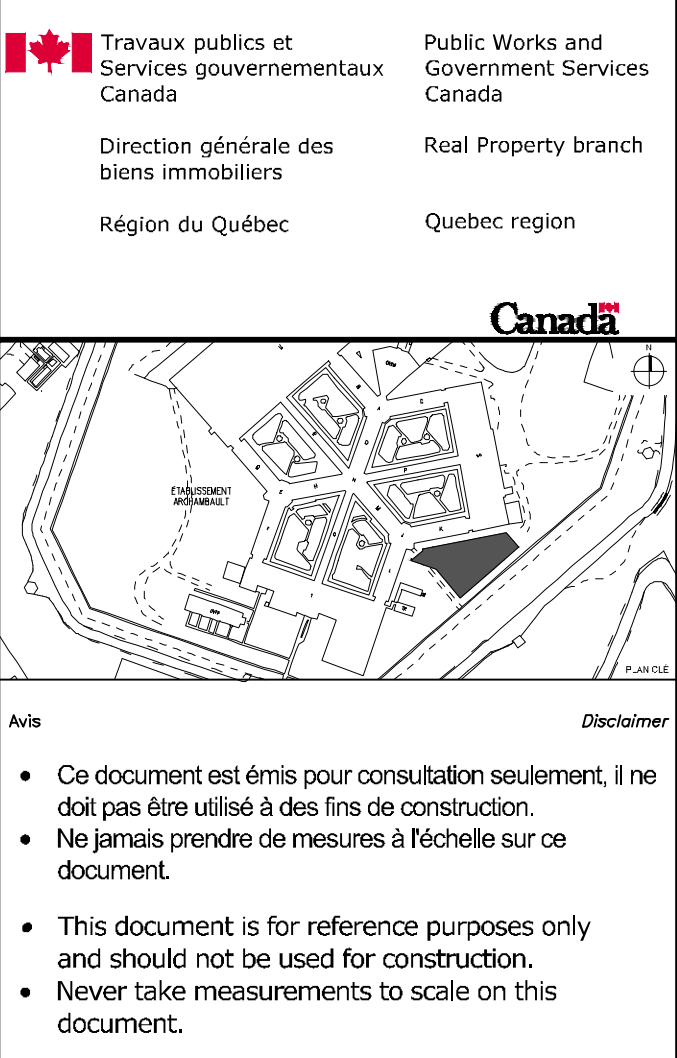 Travaux publics et
Services gouvernementaux
Canada
Direction générale des
biens immobiliers
Région du Québec
Public Works and
Government Services
Canada
Real Property branch
Quebec region
Canada
N
ÉTABLISSEMENT
ARCHAMBAULT
PLAN CLÉ
Avis
Disclaimer
• Ce document est émis pour consultation seulement, il ne
doit pas être utilisé à des fins de construction.
• Ne jamais prendre de mesures à l'échelle sur ce
document.
• This document is for reference purposes only
and should not be used for construction.
• Never take measurements to scale on this
document.